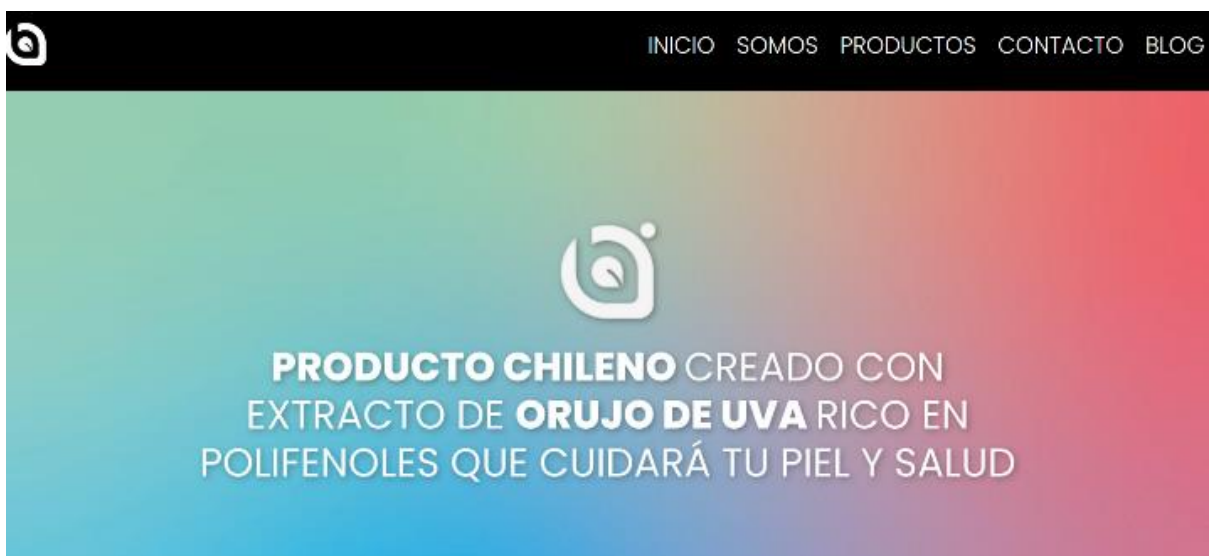 INICIO SOMOS PRODUCTOS CONTACTO BLOG
PRODUCTO CHILENO CREADO CON
EXTRACTO DE ORUJO DE UVA RICO EN
POLIFENOLES QUE CUIDARÁ TU PIEL Y SALUD